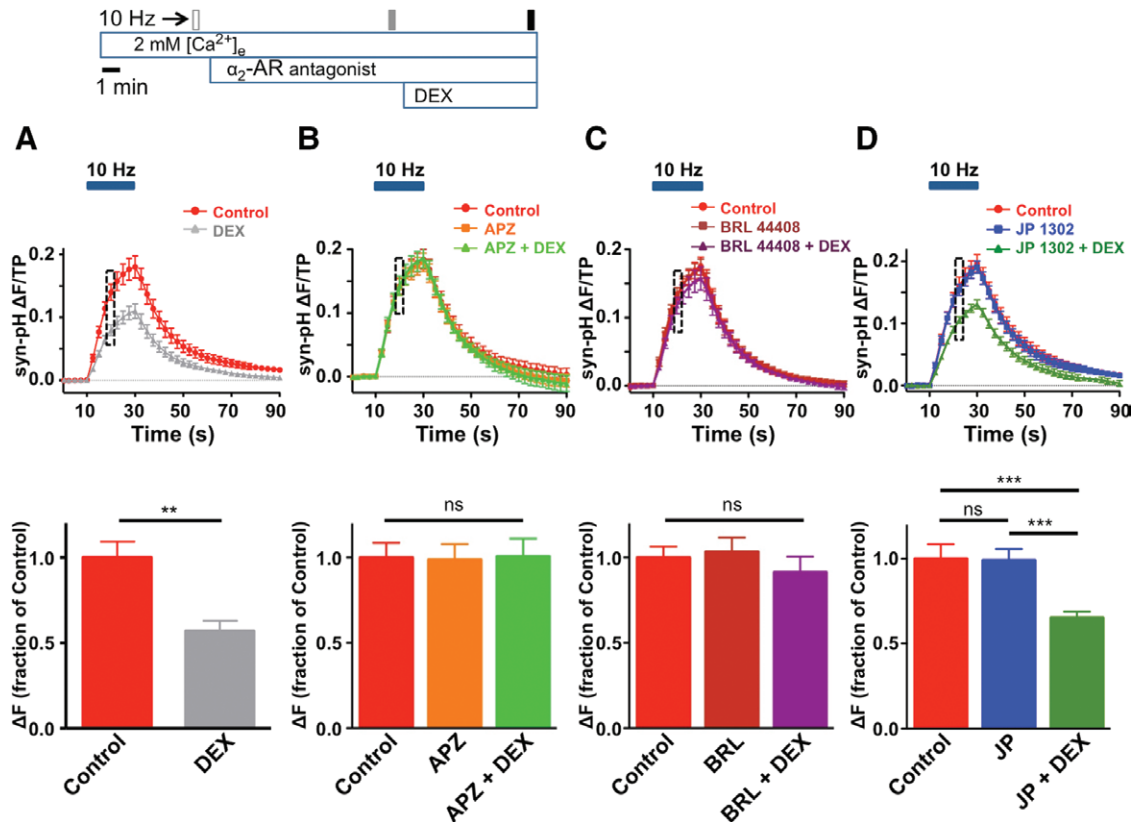 10 Hz →
2 mM [Ca²⁺]ₑ
α₂-AR antagonist
1 min
DEX
A
10 Hz
Control
DEX
syn-pH ΔF/TP
0.2
0.1
0.0
10 30 50 70 90
Time (s)
B
10 Hz
Control
APZ
APZ + DEX
syn-pH ΔF/TP
0.2
0.1
0.0
10 30 50 70 90
Time (s)
C
10 Hz
Control
BRL 44408
BRL 44408 + DEX
syn-pH ΔF/TP
0.2
0.1
0.0
10 30 50 70 90
Time (s)
D
10 Hz
Control
JP 1302
JP 1302 + DEX
syn-pH ΔF/TP
0.2
0.1
0.0
10 30 50 70 90
Time (s)
ΔF (fraction of Control)
1.0
0.5
0.0
**
Control
DEX
ΔF (fraction of Control)
1.0
0.5
0.0
ns
Control
APZ
APZ + DEX
ΔF (fraction of Control)
1.0
0.5
0.0
ns
Control
BRL
BRL + DEX
ΔF (fraction of Control)
1.0
0.5
0.0
***
ns
***
Control
JP
JP + DEX